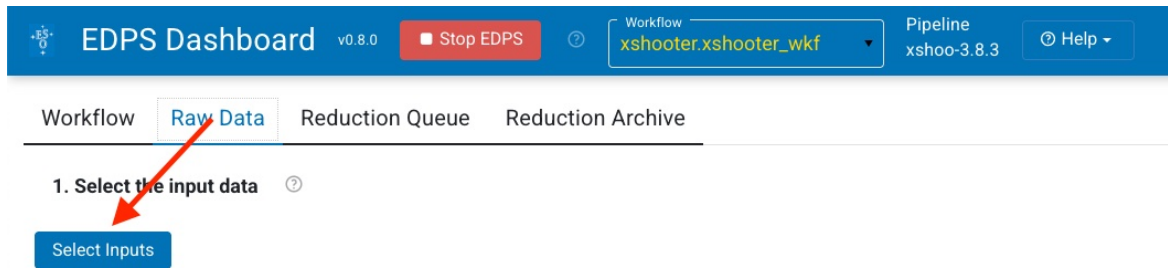 ES
O
EDPS Dashboard v0.8.0 Stop EDPS ? Workflow xshooter.xshooter_wkf Pipeline xshoo-3.8.3 ? Help
Workflow Raw Data Reduction Queue Reduction Archive
1. Select the input data ?
Select Inputs